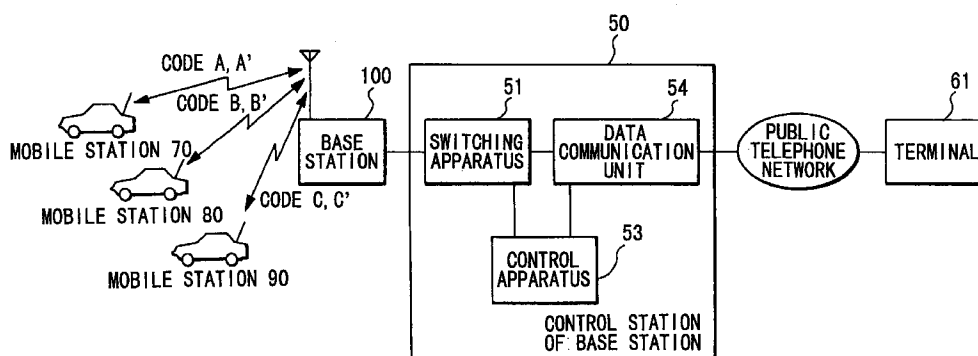 50
CODE A, A'
CODE B, B'
CODE C, C'
100
51
54
61
MOBILE STATION 70
MOBILE STATION 80
MOBILE STATION 90
BASE
STATION
SWITCHING
APPARATUS
DATA
COMMUNICATION
UNIT
PUBLIC
TELEPHONE
NETWORK
TERMINAL
53
CONTROL
APPARATUS
CONTROL STATION
OF BASE STATION